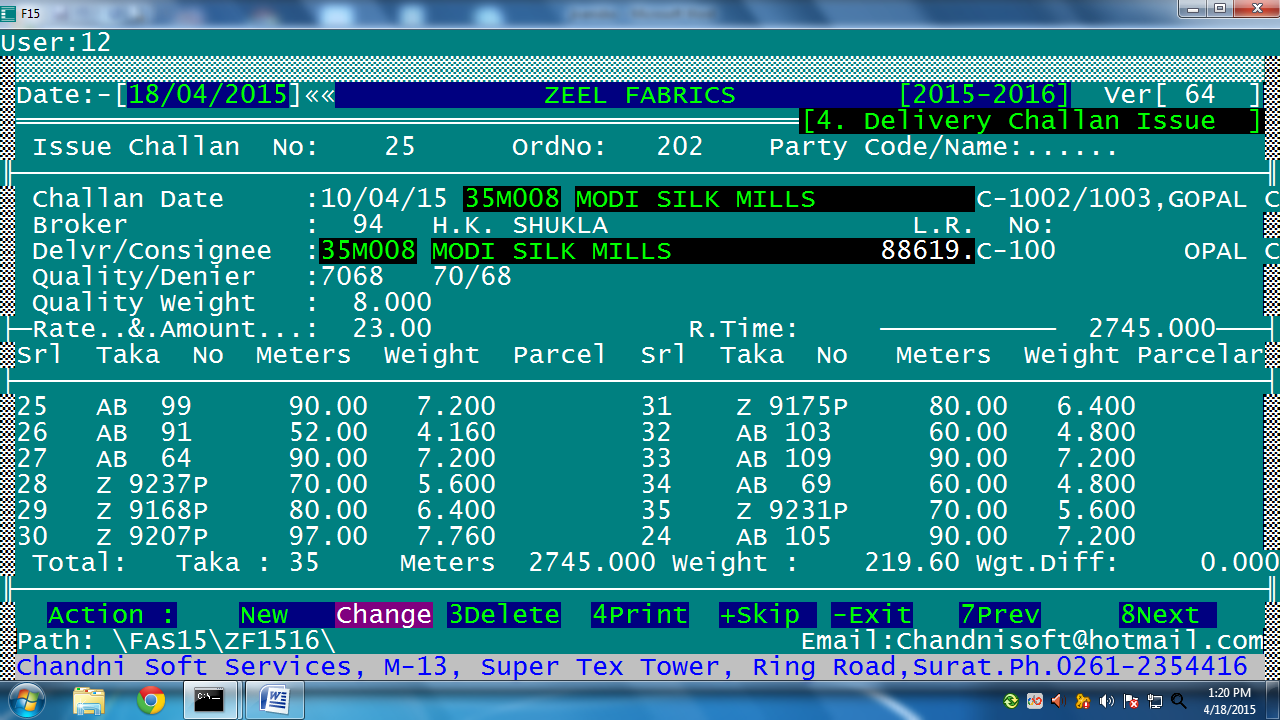 F15
User:12
Date:-[18/04/2015]«« ZEEL FABRICS [2015-2016] Ver[ 64 ]
[4. Delivery Challan Issue ]
Issue Challan No: 25 OrdNo: 202 Party Code/Name:......
Challan Date :10/04/15 35M008 MODI SILK MILLS C-1002/1003,GOPAL C
Broker : 94 H.K. SHUKLA L.R. No:
Delvr/Consignee :35M008 MODI SILK MILLS 88619.C-100 OPAL C
Quality/Denier :7068 70/68
Quality Weight : 8.000
Rate..&.Amount...: 23.00 R.Time: 2745.000
Srl Taka No Meters Weight Parcel Srl Taka No Meters Weight Parcelar
25 AB 99 90.00 7.200 31 Z 9175P 80.00 6.400
26 AB 91 52.00 4.160 32 AB 103 60.00 4.800
27 AB 64 90.00 7.200 33 AB 109 90.00 7.200
28 Z 9237P 70.00 5.600 34 AB 69 60.00 4.800
29 Z 9168P 80.00 6.400 35 Z 9231P 70.00 5.600
30 Z 9207P 97.00 7.760 24 AB 105 90.00 7.200
Total: Taka : 35 Meters 2745.000 Weight : 219.60 Wgt.Diff: 0.000
Action : New Change 3Delete 4Print +Skip -Exit 7Prev 8Next
Path: \FAS15\ZF1516\ Email:Chandnisoft@hotmail.com
Chandni Soft Services, M-13, Super Tex Tower, Ring Road,Surat.Ph.0261-2354416
1:20 PM
4/18/2015